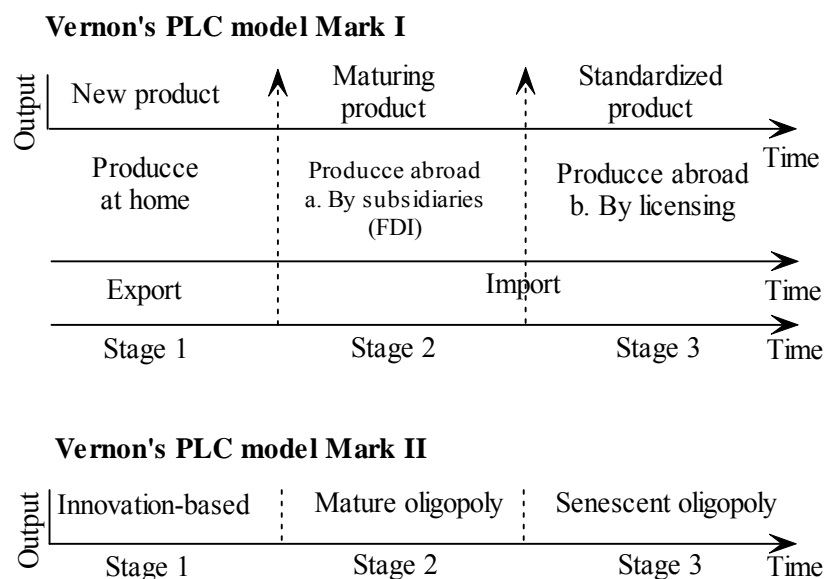 Vernon's PLC model Mark I
Output
New product
Maturing
product
Standardized
product
Time
Producce
at home
Producce abroad
a. By subsidiaries
(FDI)
Producce abroad
b. By licensing
Export
Import
Time
Stage 1
Stage 2
Stage 3
Time
Vernon's PLC model Mark II
Output
Innovation-based
Mature oligopoly
Senescent oligopoly
Stage 1
Stage 2
Stage 3
Time